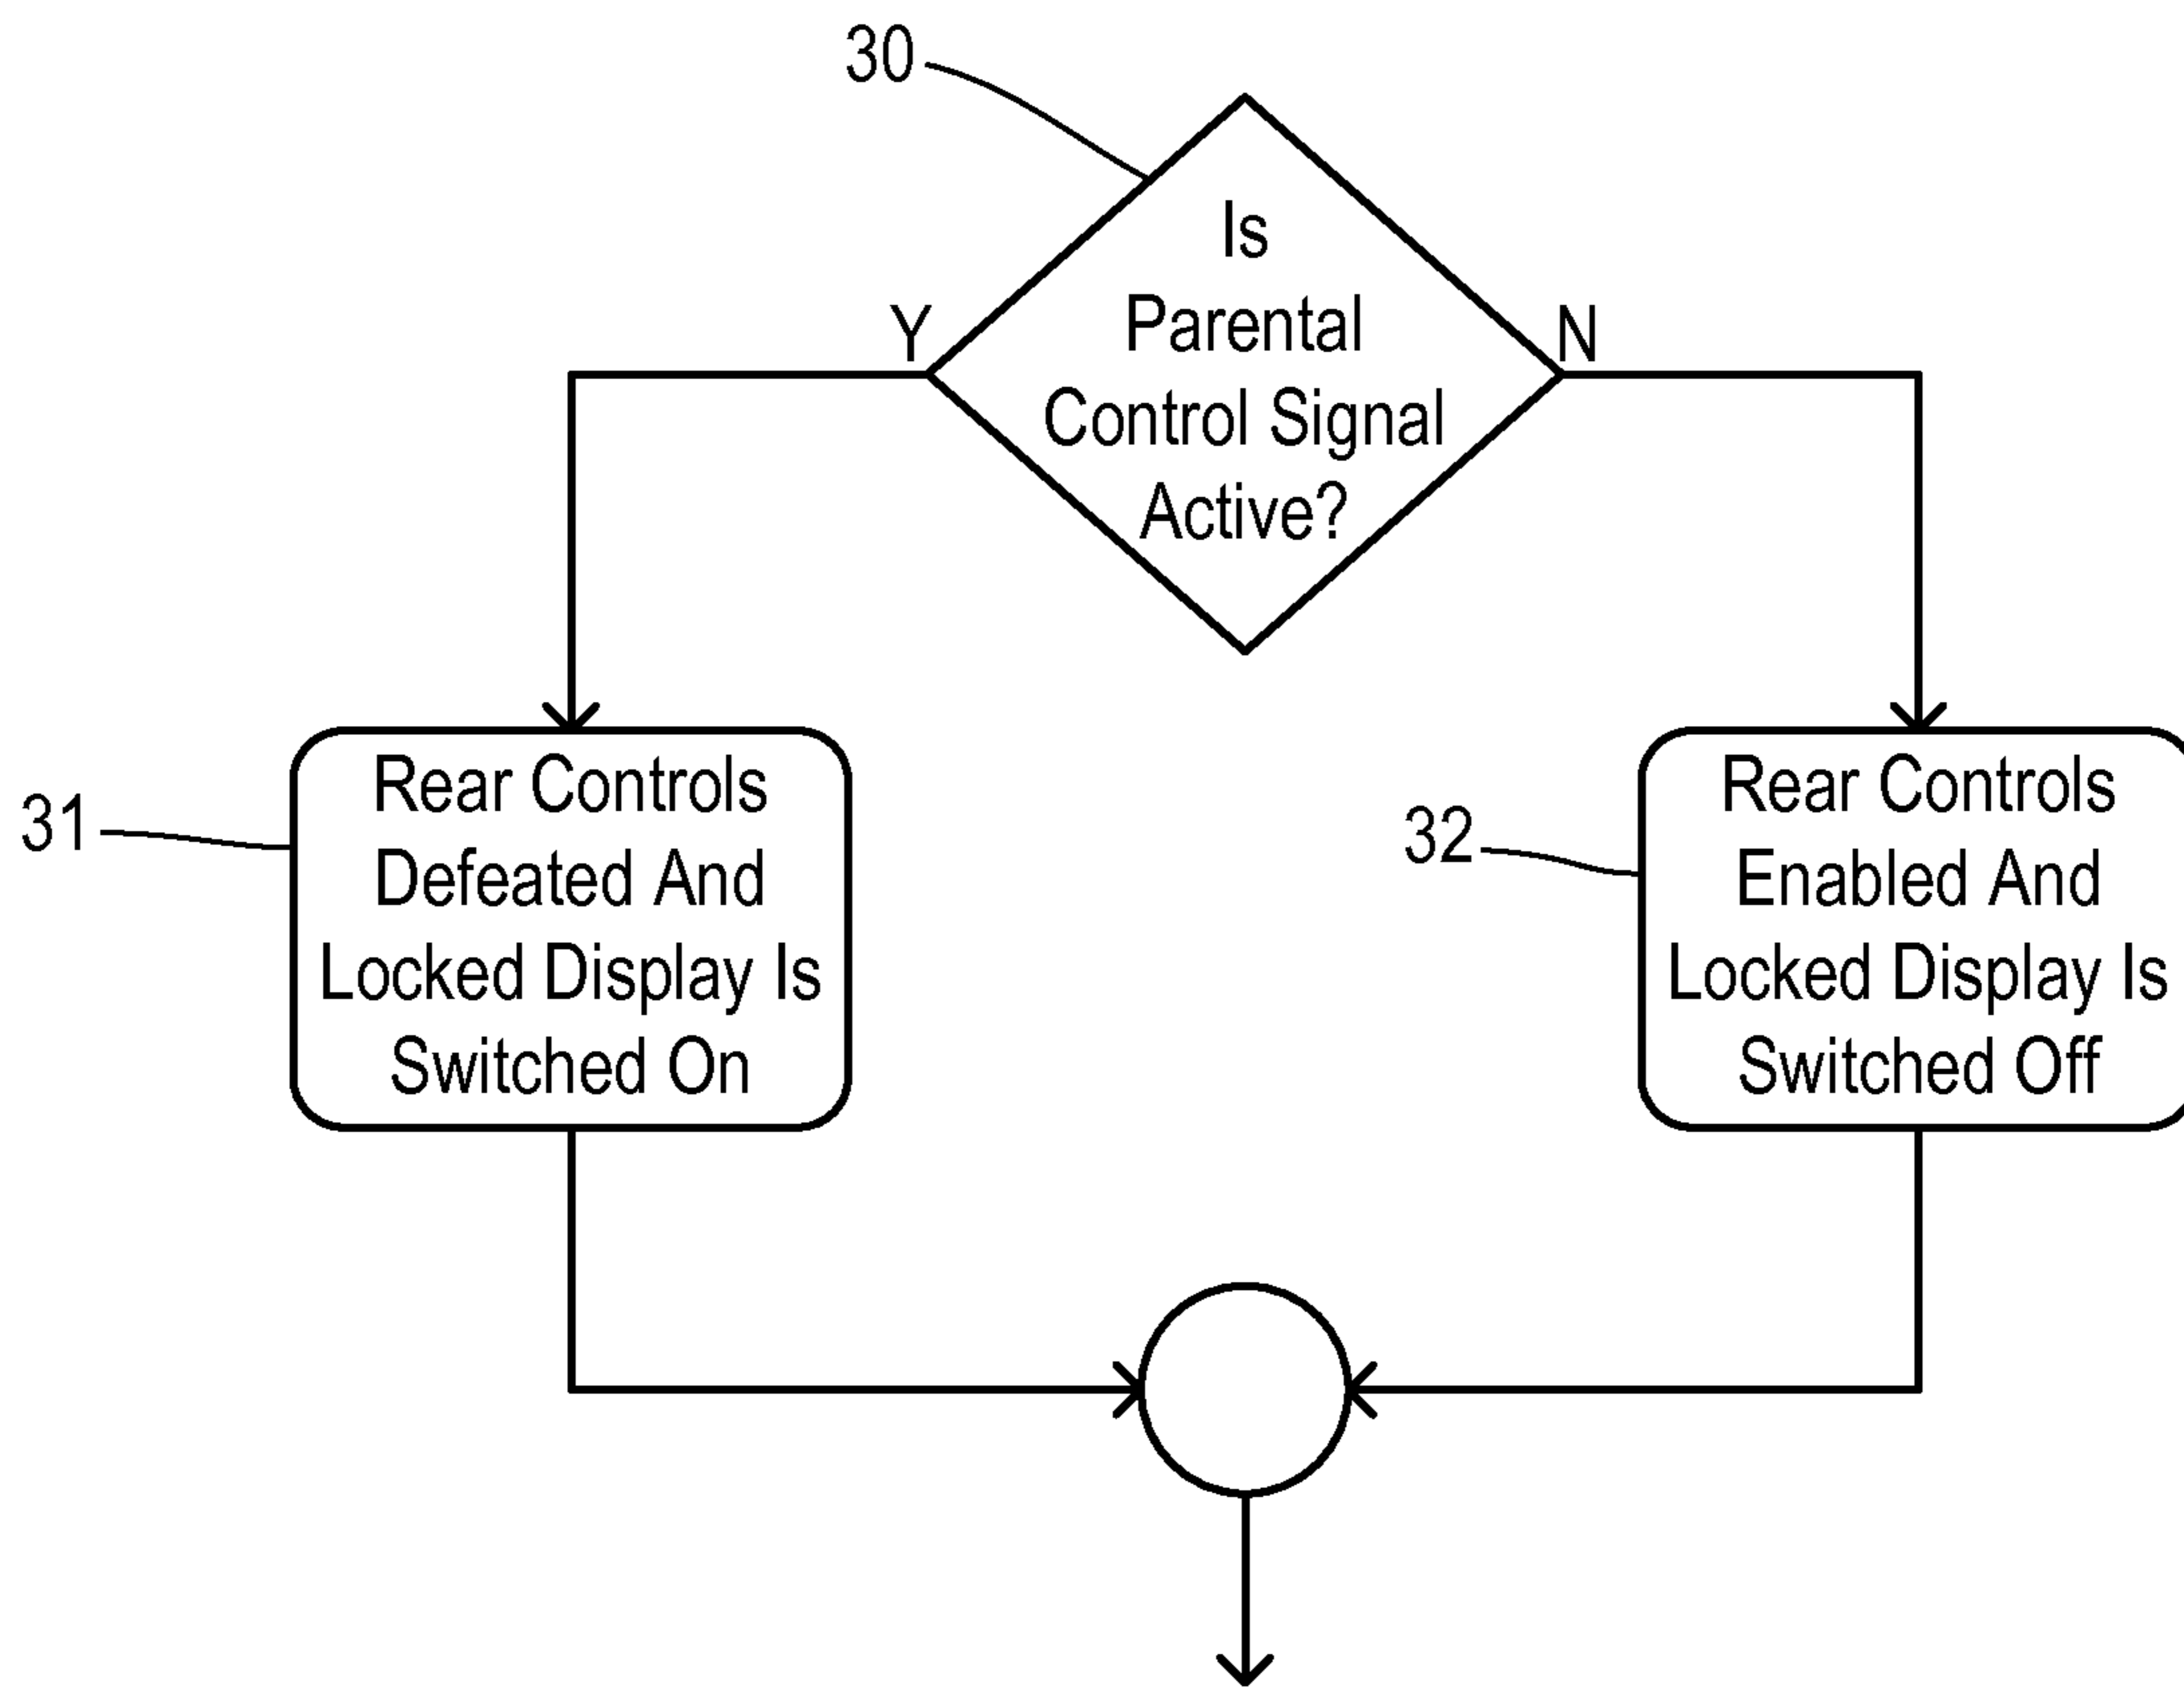 30
Is
Parental
Control Signal
Active?
Y
N
31
Rear Controls
Defeated And
Locked Display Is
Switched On
32
Rear Controls
Enabled And
Locked Display Is
Switched Off